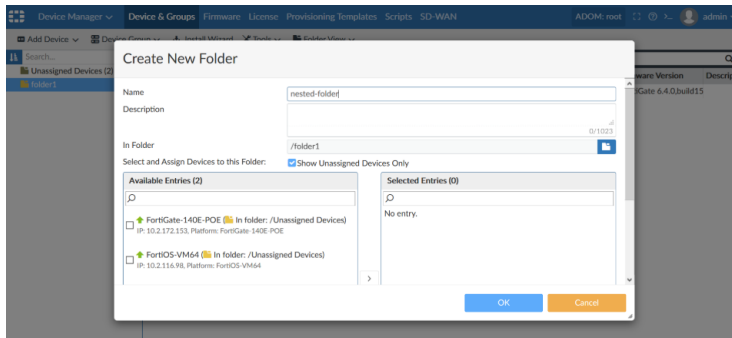 Device Manager Device & Groups Firmware License Provisioning Templates Scripts SD-WAN ADOM: root admin
Add Device Device Group Install Wizard Tools Folder View
Search...
Unassigned Devices (2)
folder1
ware Version Descrip
Gate 6.4.0,build15
Create New Folder
Name nested-folder
Description
0/1023
In Folder /folder1
Select and Assign Devices to this Folder: Show Unassigned Devices Only
Available Entries (2) Selected Entries (0)
No entry.
FortiGate-140E-POE ( In folder: /Unassigned Devices)
IP: 10.2.172.153, Platform: FortiGate-140E-POE
FortiOS-VM64 ( In folder: /Unassigned Devices)
IP: 10.2.116.98, Platform: FortiOS-VM64
OK Cancel